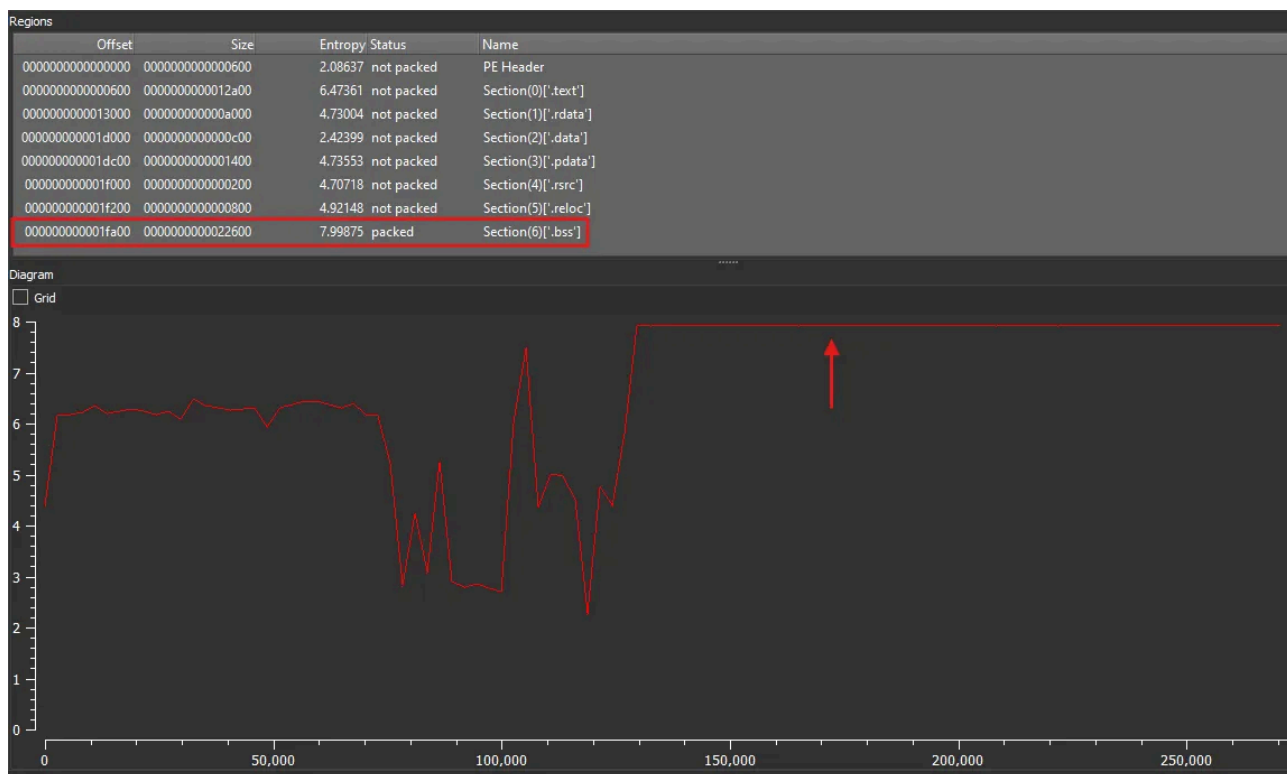 Regions
Offset Size Entropy Status Name
0000000000000000 0000000000000600 2.08637 not packed PE Header
0000000000000600 0000000000012a00 6.47361 not packed Section(0)['.text']
0000000000013000 000000000000a000 4.73004 not packed Section(1)['.rdata']
000000000001d000 0000000000000c00 2.42399 not packed Section(2)['.data']
000000000001dc00 0000000000001400 4.73553 not packed Section(3)['.pdata']
000000000001f000 0000000000000200 4.70718 not packed Section(4)['.rsrc']
000000000001f200 0000000000000800 4.92148 not packed Section(5)['.reloc']
000000000001fa00 0000000000022600 7.99875 packed Section(6)['.bss']
Diagram
Grid
8
7
6
5
4
3
2
1
0
0 50,000 100,000 150,000 200,000 250,000